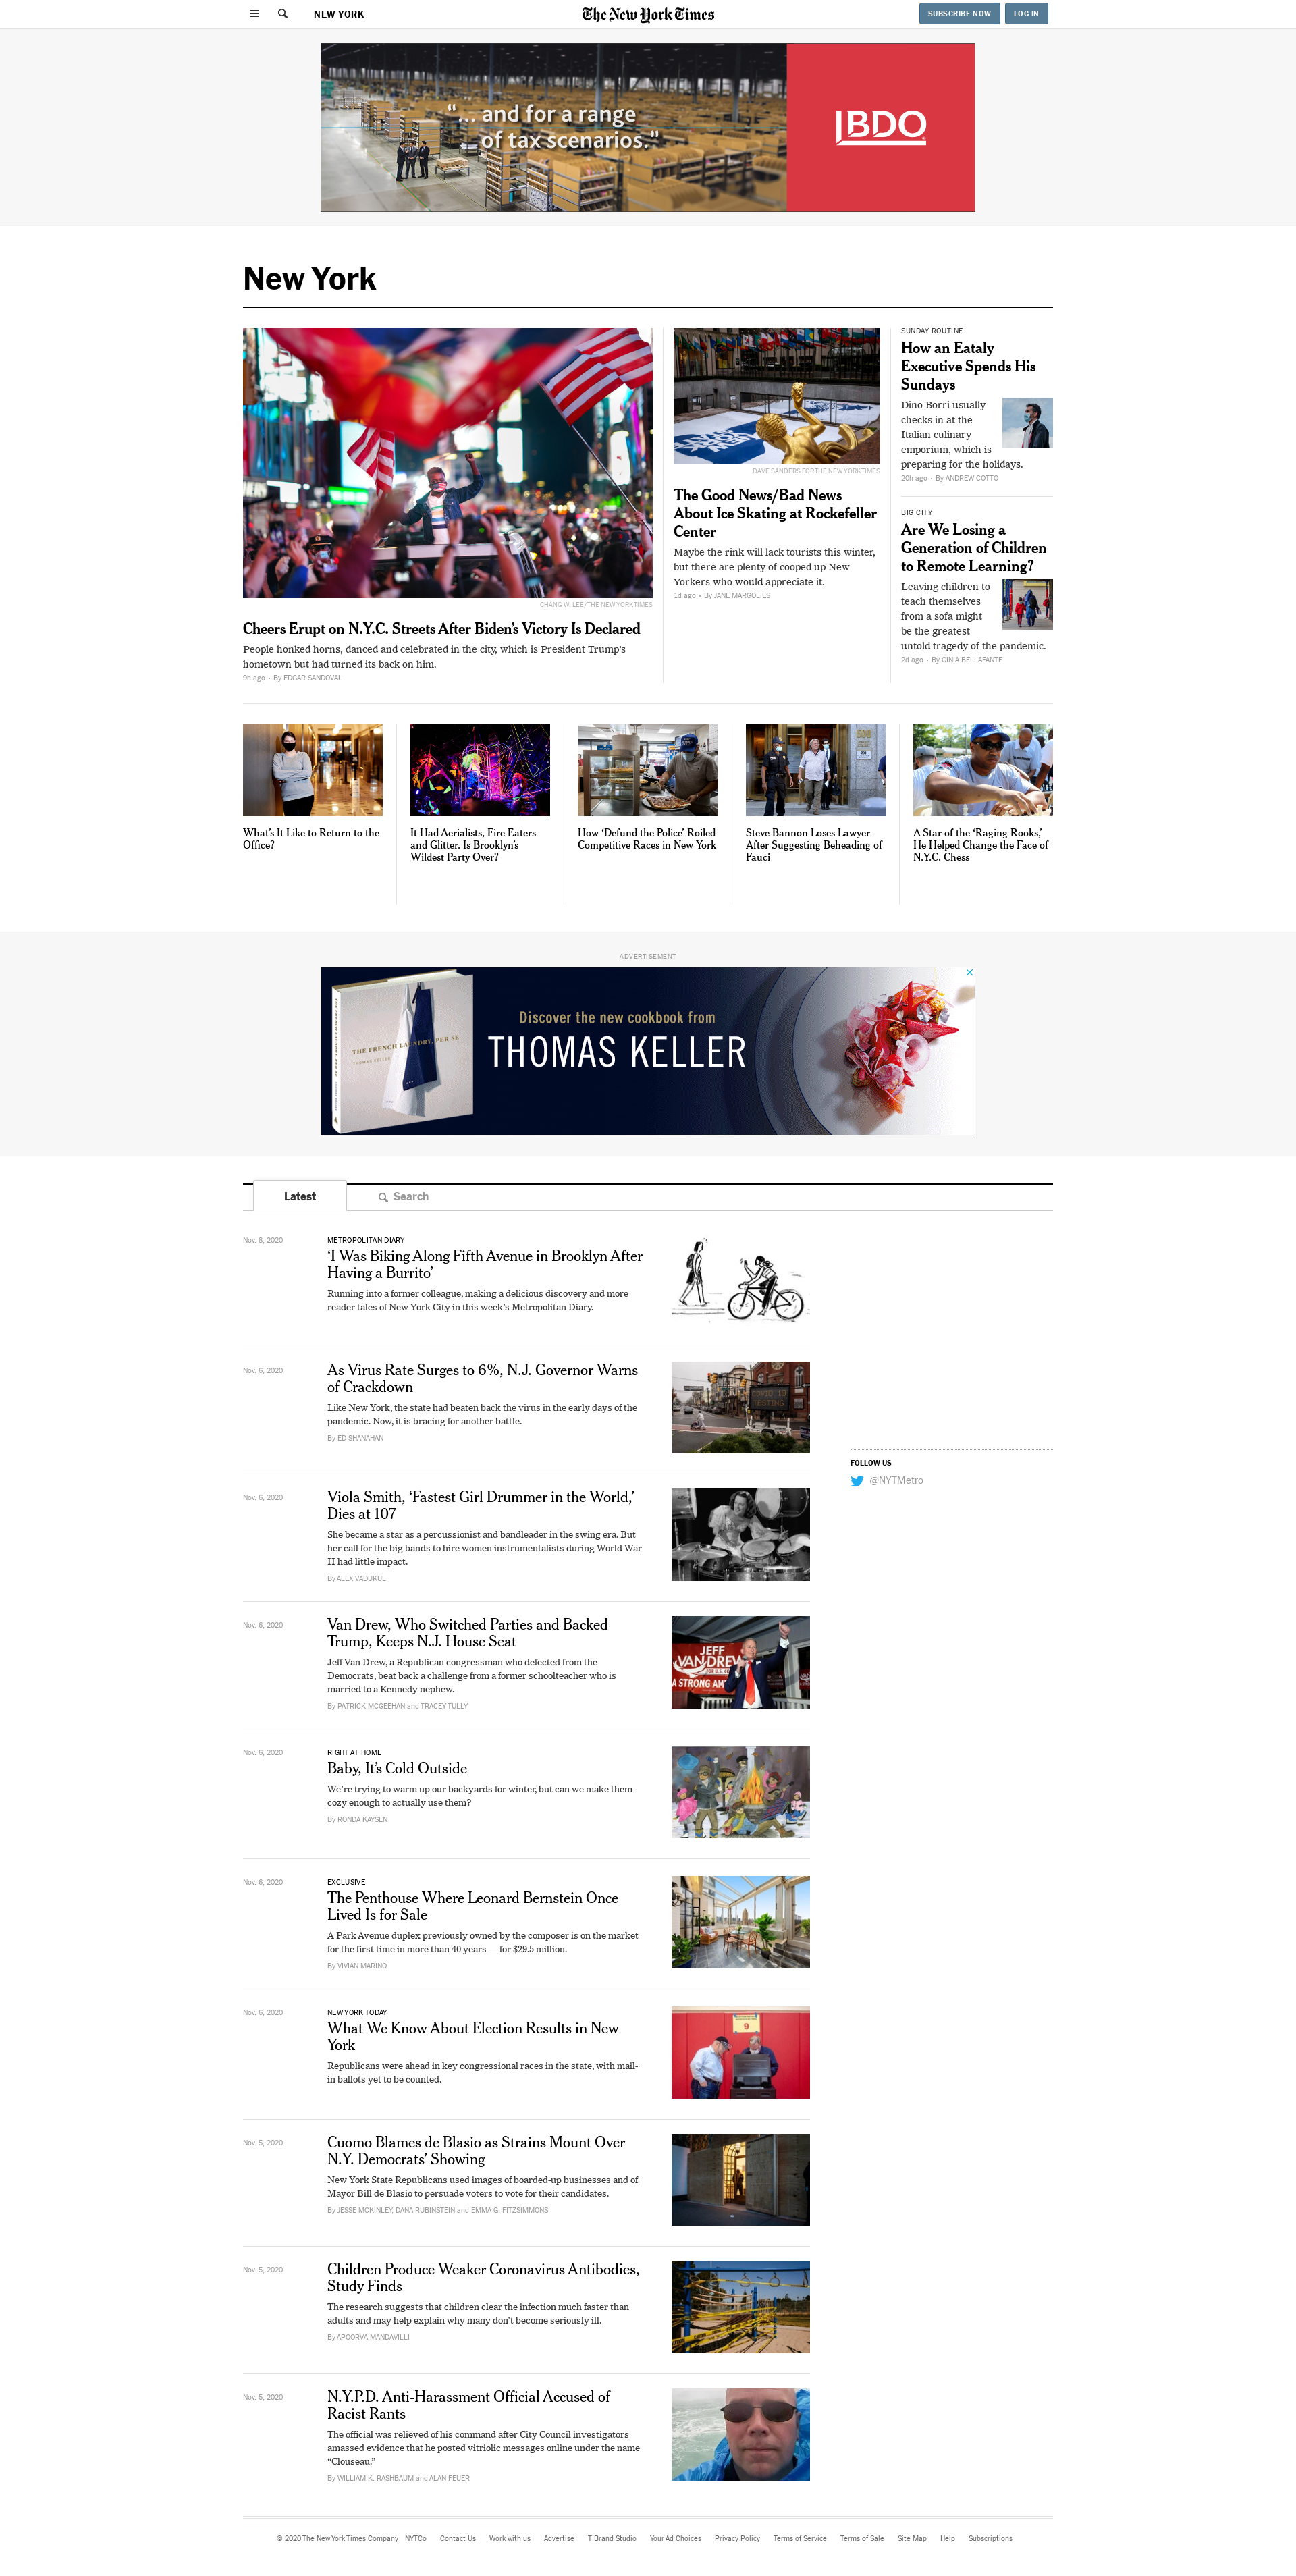 NEW YORK
The New York Times
SUBSCRIBE NOW
LOG IN
“... and for a range
of tax scenarios.”
BDO
New York
CHANG W. LEE/THE NEW YORK TIMES
Cheers Erupt on N.Y.C. Streets After Biden’s Victory Is Declared
People honked horns, danced and celebrated in the city, which is President Trump’s
hometown but had turned its back on him.
9h ago • By EDGAR SANDOVAL
DAVE SANDERS FOR THE NEW YORK TIMES
The Good News/Bad News
About Ice Skating at Rockefeller
Center
Maybe the rink will lack tourists this winter,
but there are plenty of cooped up New
Yorkers who would appreciate it.
1d ago • By JANE MARGOLIES
SUNDAY ROUTINE
How an Eataly
Executive Spends His
Sundays
Dino Borri usually
checks in at the
Italian culinary
emporium, which is
preparing for the holidays.
20h ago • By ANDREW COTTO
BIG CITY
Are We Losing a
Generation of Children
to Remote Learning?
Leaving children to
teach themselves
from a sofa might
be the greatest
untold tragedy of the pandemic.
2d ago • By GINIA BELLAFANTE
What’s It Like to Return to the
Office?
It Had Aerialists, Fire Eaters
and Glitter. Is Brooklyn’s
Wildest Party Over?
How ‘Defund the Police’ Roiled
Competitive Races in New York
500
Steve Bannon Loses Lawyer
After Suggesting Beheading of
Fauci
A Star of the ‘Raging Rooks,’
He Helped Change the Face of
N.Y.C. Chess
ADVERTISEMENT
THE FRENCH LAUNDRY, PER SE
THOMAS KELLER
Discover the new cookbook from
THOMAS KELLER
Latest
Search
Nov. 8, 2020
METROPOLITAN DIARY
‘I Was Biking Along Fifth Avenue in Brooklyn After
Having a Burrito’
Running into a former colleague, making a delicious discovery and more
reader tales of New York City in this week’s Metropolitan Diary.
Nov. 6, 2020
As Virus Rate Surges to 6%, N.J. Governor Warns
of Crackdown
Like New York, the state had beaten back the virus in the early days of the
pandemic. Now, it is bracing for another battle.
By ED SHANAHAN
COVID-19
TESTING
FOLLOW US
@NYTMetro
Nov. 6, 2020
Viola Smith, ‘Fastest Girl Drummer in the World,’
Dies at 107
She became a star as a percussionist and bandleader in the swing era. But
her call for the big bands to hire women instrumentalists during World War
II had little impact.
By ALEX VADUKUL
Nov. 6, 2020
Van Drew, Who Switched Parties and Backed
Trump, Keeps N.J. House Seat
Jeff Van Drew, a Republican congressman who defected from the
Democrats, beat back a challenge from a former schoolteacher who is
married to a Kennedy nephew.
By PATRICK MCGEEHAN and TRACEY TULLY
JEFF
VAN DREW
FOR U.S.
A STRONG
Nov. 6, 2020
RIGHT AT HOME
Baby, It’s Cold Outside
We’re trying to warm up our backyards for winter, but can we make them
cozy enough to actually use them?
By RONDA KAYSEN
Nov. 6, 2020
EXCLUSIVE
The Penthouse Where Leonard Bernstein Once
Lived Is for Sale
A Park Avenue duplex previously owned by the composer is on the market
for the first time in more than 40 years — for $29.5 million.
By VIVIAN MARINO
Nov. 6, 2020
NEW YORK TODAY
What We Know About Election Results in New
York
Republicans were ahead in key congressional races in the state, with mail-
in ballots yet to be counted.
9
Nov. 5, 2020
Cuomo Blames de Blasio as Strains Mount Over
N.Y. Democrats’ Showing
New York State Republicans used images of boarded-up businesses and of
Mayor Bill de Blasio to persuade voters to vote for their candidates.
By JESSE MCKINLEY, DANA RUBINSTEIN and EMMA G. FITZSIMMONS
Nov. 5, 2020
Children Produce Weaker Coronavirus Antibodies,
Study Finds
The research suggests that children clear the infection much faster than
adults and may help explain why many don’t become seriously ill.
By APOORVA MANDAVILLI
Nov. 5, 2020
N.Y.P.D. Anti-Harassment Official Accused of
Racist Rants
The official was relieved of his command after City Council investigators
amassed evidence that he posted vitriolic messages online under the name
“Clouseau.”
By WILLIAM K. RASHBAUM and ALAN FEUER
© 2020 The New York Times Company NYTCo Contact Us Work with us Advertise T Brand Studio Your Ad Choices Privacy Policy Terms of Service Terms of Sale Site Map Help Subscriptions